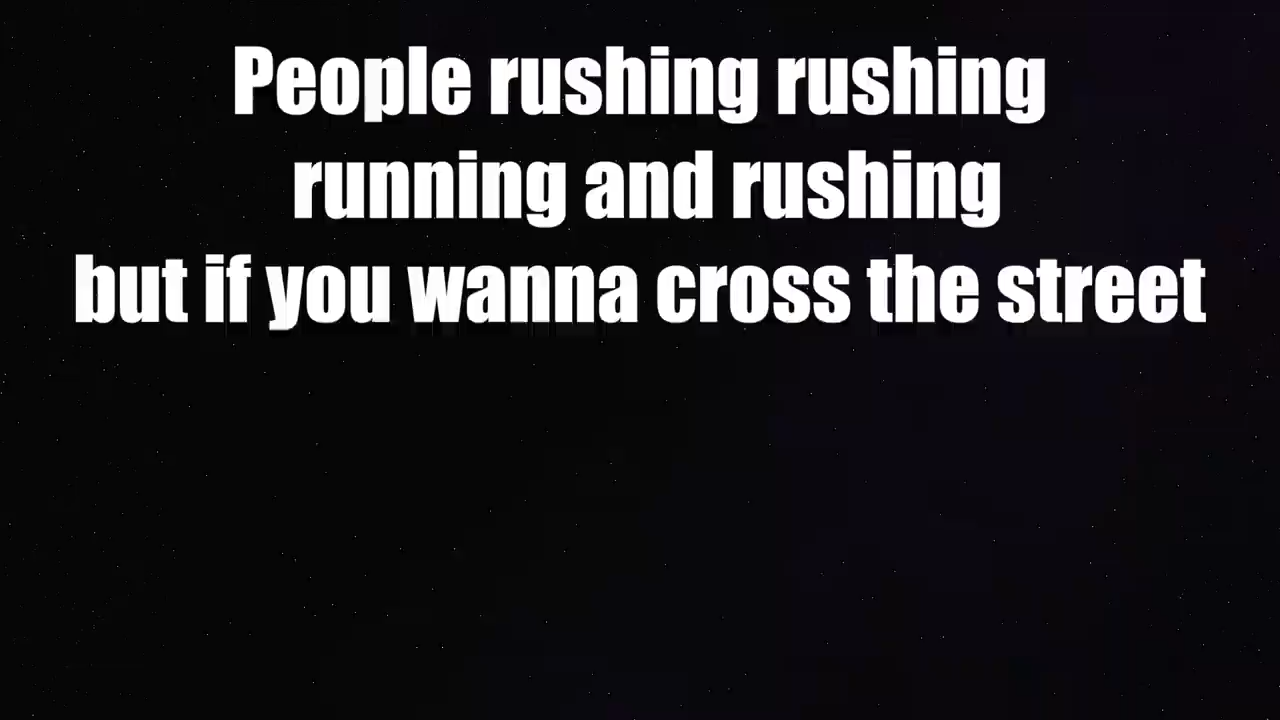 People rushing rushing
running and rushing
but if you wanna cross the street